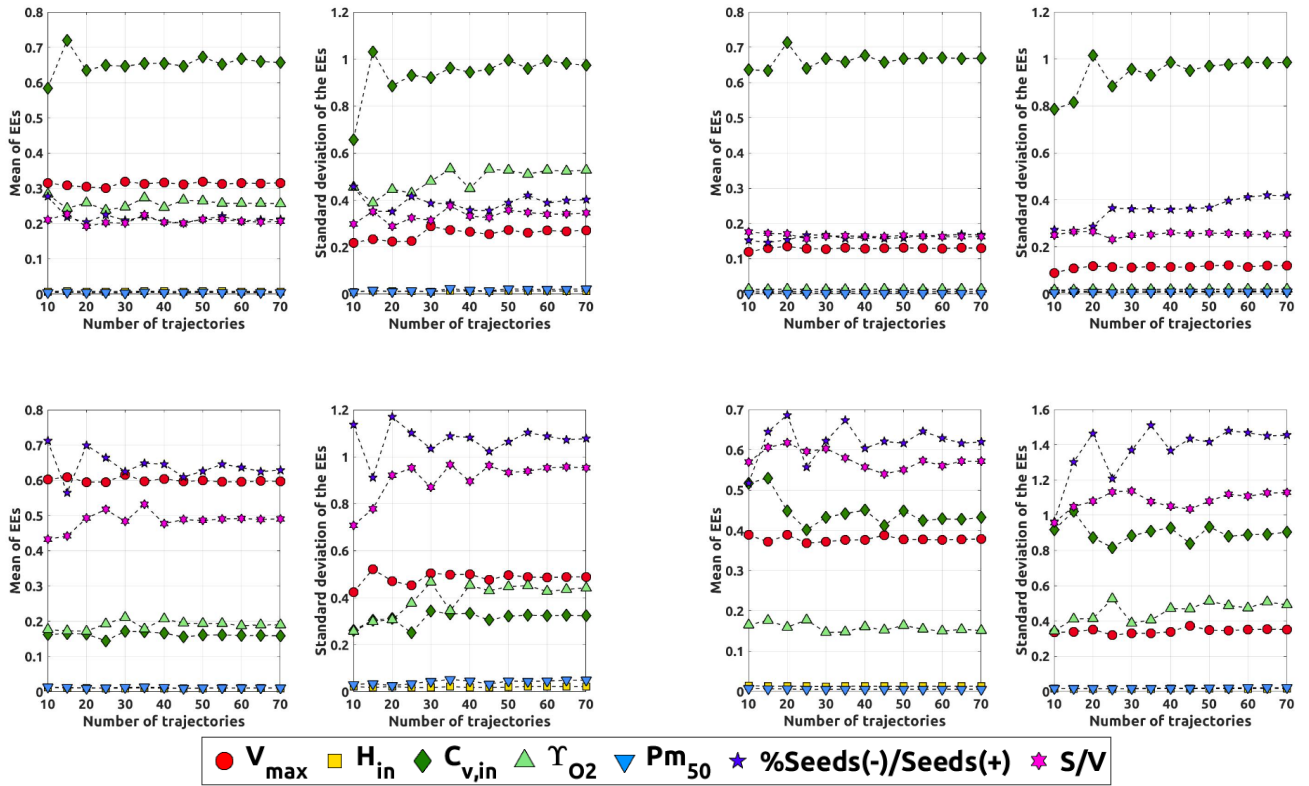 Mean of EEs
0.8
0.7
0.6
0.5
0.4
0.3
0.2
0.1
0
10 20 30 40 50 60 70
Number of trajectories
Standard deviation of the EEs
1.2
1
0.8
0.6
0.4
0.2
0
10 20 30 40 50 60 70
Number of trajectories
Mean of EEs
0.8
0.7
0.6
0.5
0.4
0.3
0.2
0.1
0
10 20 30 40 50 60 70
Number of trajectories
Standard deviation of the EEs
1.2
1
0.8
0.6
0.4
0.2
0
10 20 30 40 50 60 70
Number of trajectories
Mean of EEs
0.8
0.7
0.6
0.5
0.4
0.3
0.2
0.1
0
10 20 30 40 50 60 70
Number of trajectories
Standard deviation of the EEs
1.2
1
0.8
0.6
0.4
0.2
0
10 20 30 40 50 60 70
Number of trajectories
Mean of EEs
0.7
0.6
0.5
0.4
0.3
0.2
0.1
0
10 20 30 40 50 60 70
Number of trajectories
Standard deviation of the EEs
1.6
1.4
1.2
1
0.8
0.6
0.4
0.2
0
10 20 30 40 50 60 70
Number of trajectories
Vmax Hin Cv,in ϒO2 Pm50 %Seeds(-)/Seeds(+) S/V